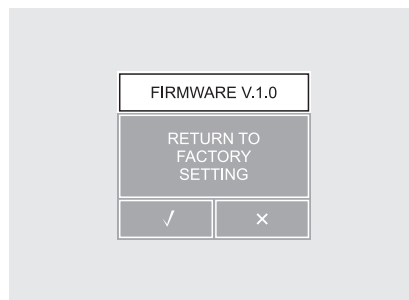 FIRMWARE V.1.0
RETURN TO
FACTORY
SETTING
√ ×